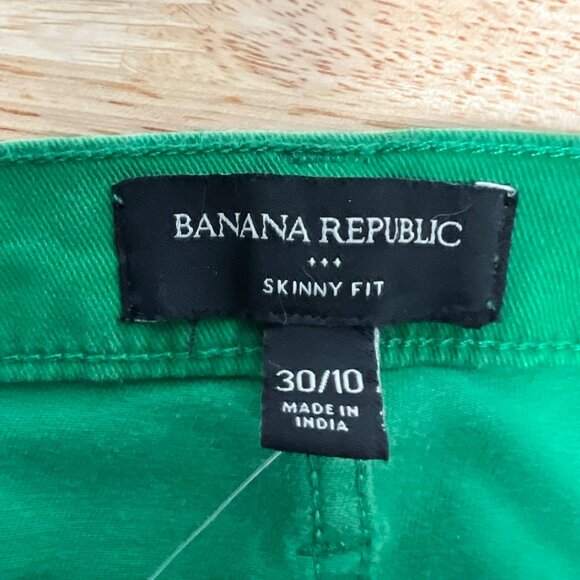 BANANA REPUBLIC
SKINNY FIT
30/10
MADE IN
INDIA